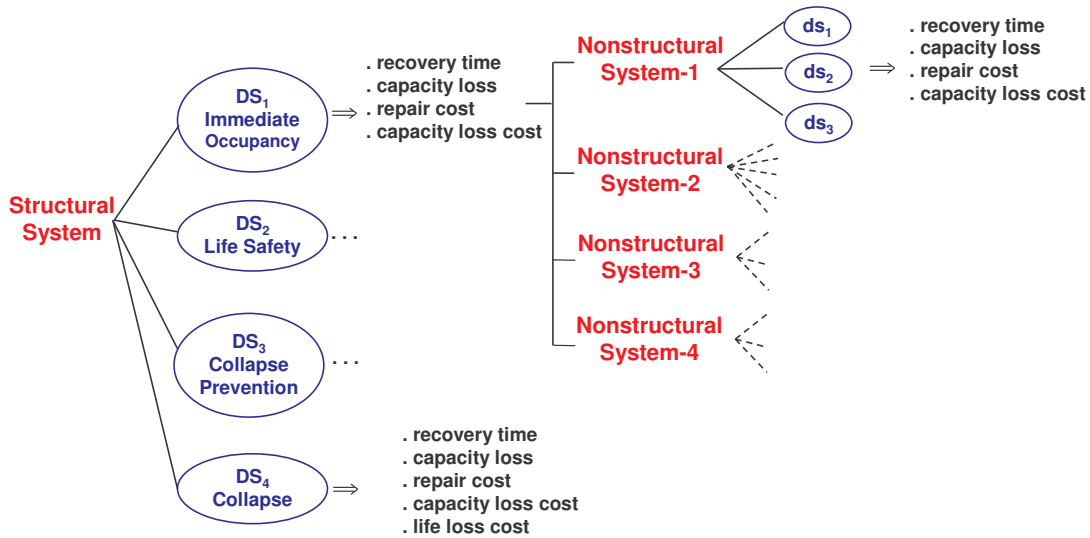 Structural
System
DS₁
Immediate
Occupancy
⇒
. recovery time
. capacity loss
. repair cost
. capacity loss cost
Nonstructural
System-1
ds₁
ds₂
ds₃
⇒
. recovery time
. capacity loss
. repair cost
. capacity loss cost
Nonstructural
System-2
Nonstructural
System-3
Nonstructural
System-4
DS₂
Life Safety
. . .
DS₃
Collapse
Prevention
. . .
DS₄
Collapse
⇒
. recovery time
. capacity loss
. repair cost
. capacity loss cost
. life loss cost